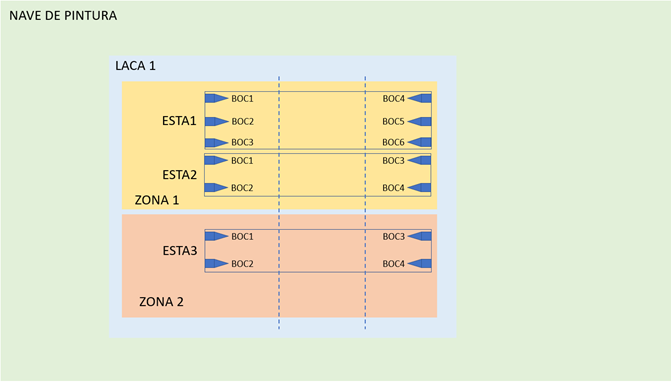 NAVE DE PINTURA
LACA 1
BOC1 BOC4
ESTA1 BOC2 BOC5
BOC3 BOC6
BOC1 BOC3
ESTA2
BOC2 BOC4
ZONA 1
BOC1 BOC3
ESTA3
BOC2 BOC4
ZONA 2